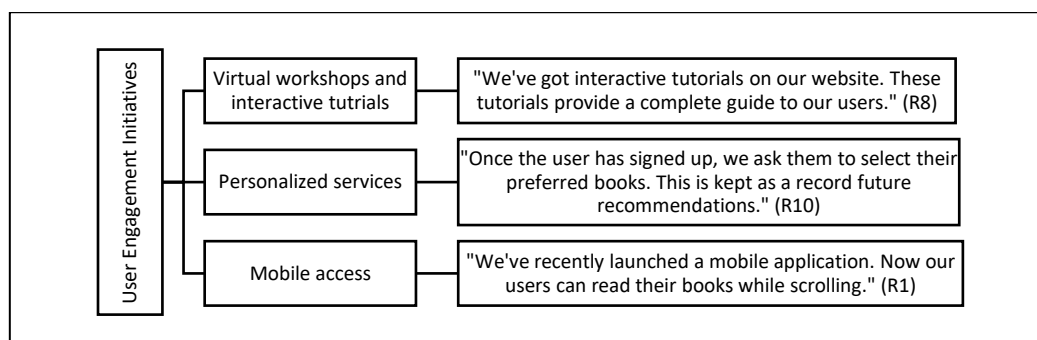 User Engagement Initiatives
Virtual workshops and
interactive tutrials
"We've got interactive tutorials on our website. These
tutorials provide a complete guide to our users." (R8)
Personalized services
"Once the user has signed up, we ask them to select their
preferred books. This is kept as a record future
recommendations." (R10)
Mobile access
"We've recently launched a mobile application. Now our
users can read their books while scrolling." (R1)